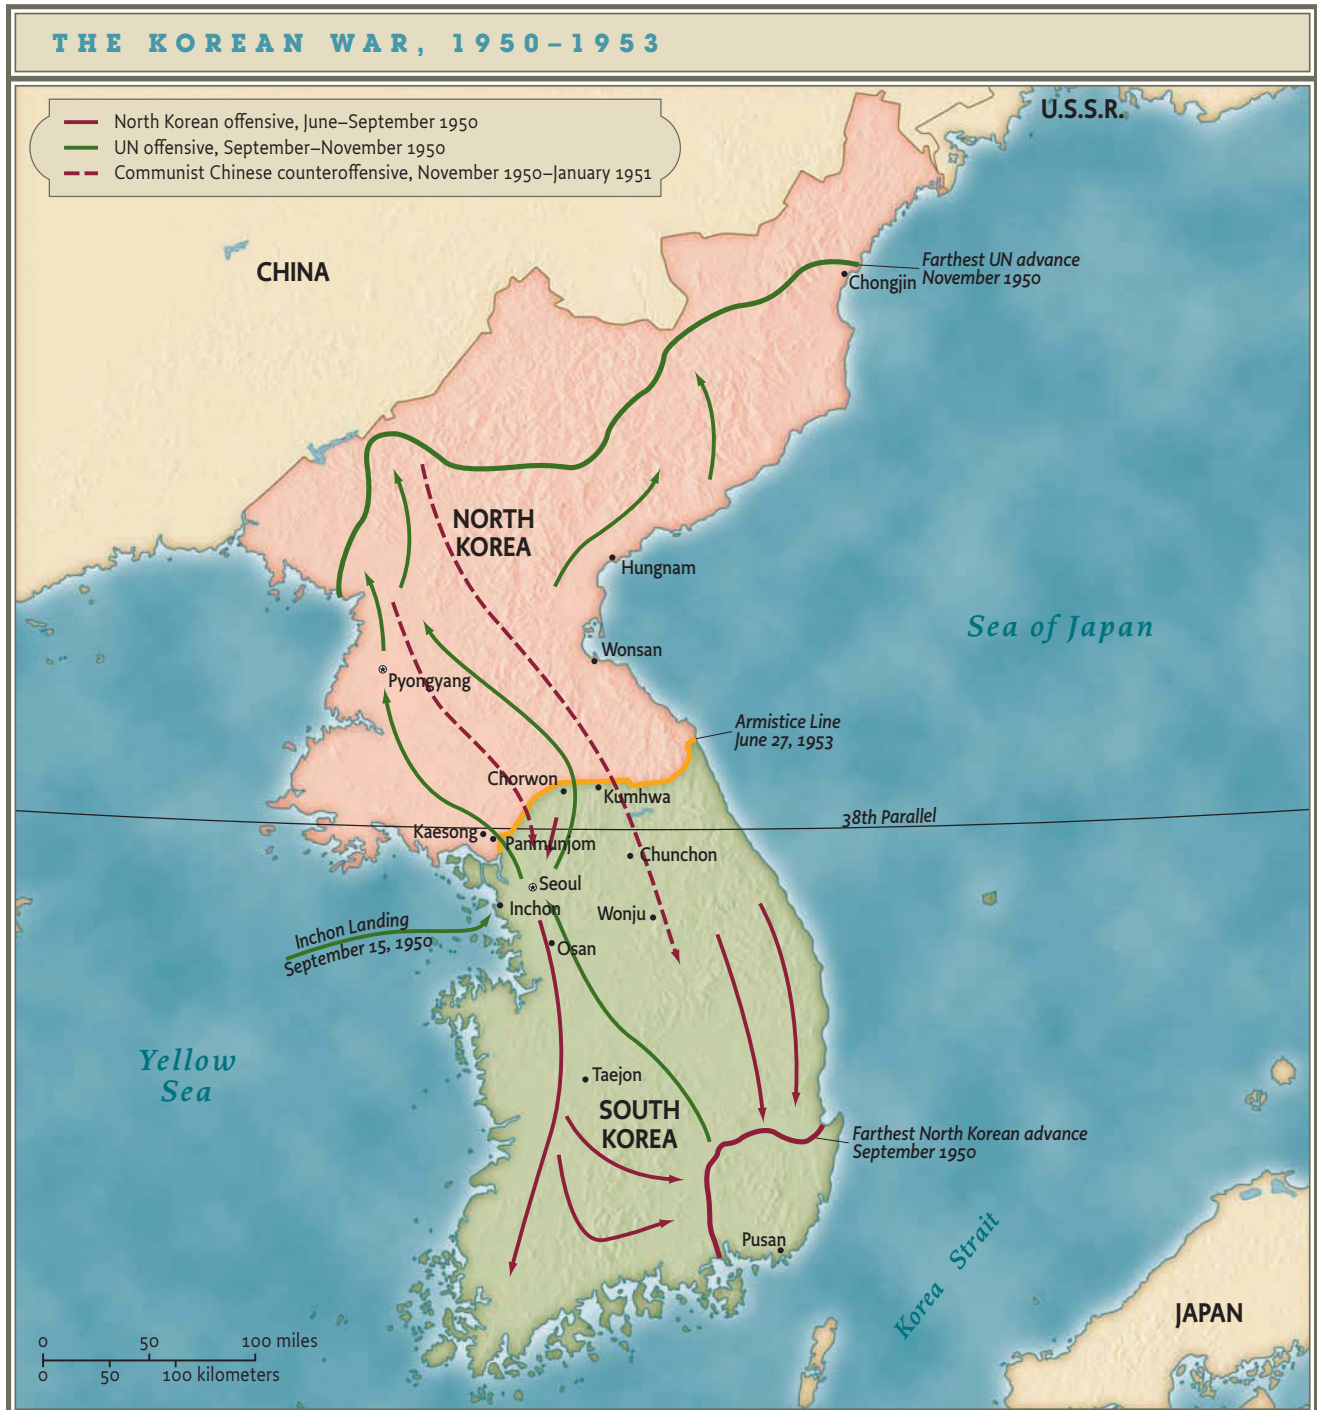 THE KOREAN WAR, 1950–1953
North Korean offensive, June–September 1950
UN offensive, September–November 1950
Communist Chinese counteroffensive, November 1950–January 1951
U.S.S.R.
CHINA
Farthest UN advance
November 1950
Chongjin
NORTH
KOREA
Hungnam
Sea of Japan
Wonsan
Pyongyang
Armistice Line
June 27, 1953
Chorwon
Kumhwa
38th Parallel
Kaesong
Panmunjom
Chunchon
Seoul
Inchon
Wonju
Inchon Landing
September 15, 1950
Osan
Yellow
Sea
Taejon
SOUTH
KOREA
Farthest North Korean advance
September 1950
Pusan
Korea Strait
JAPAN
0 50 100 miles
0 50 100 kilometers